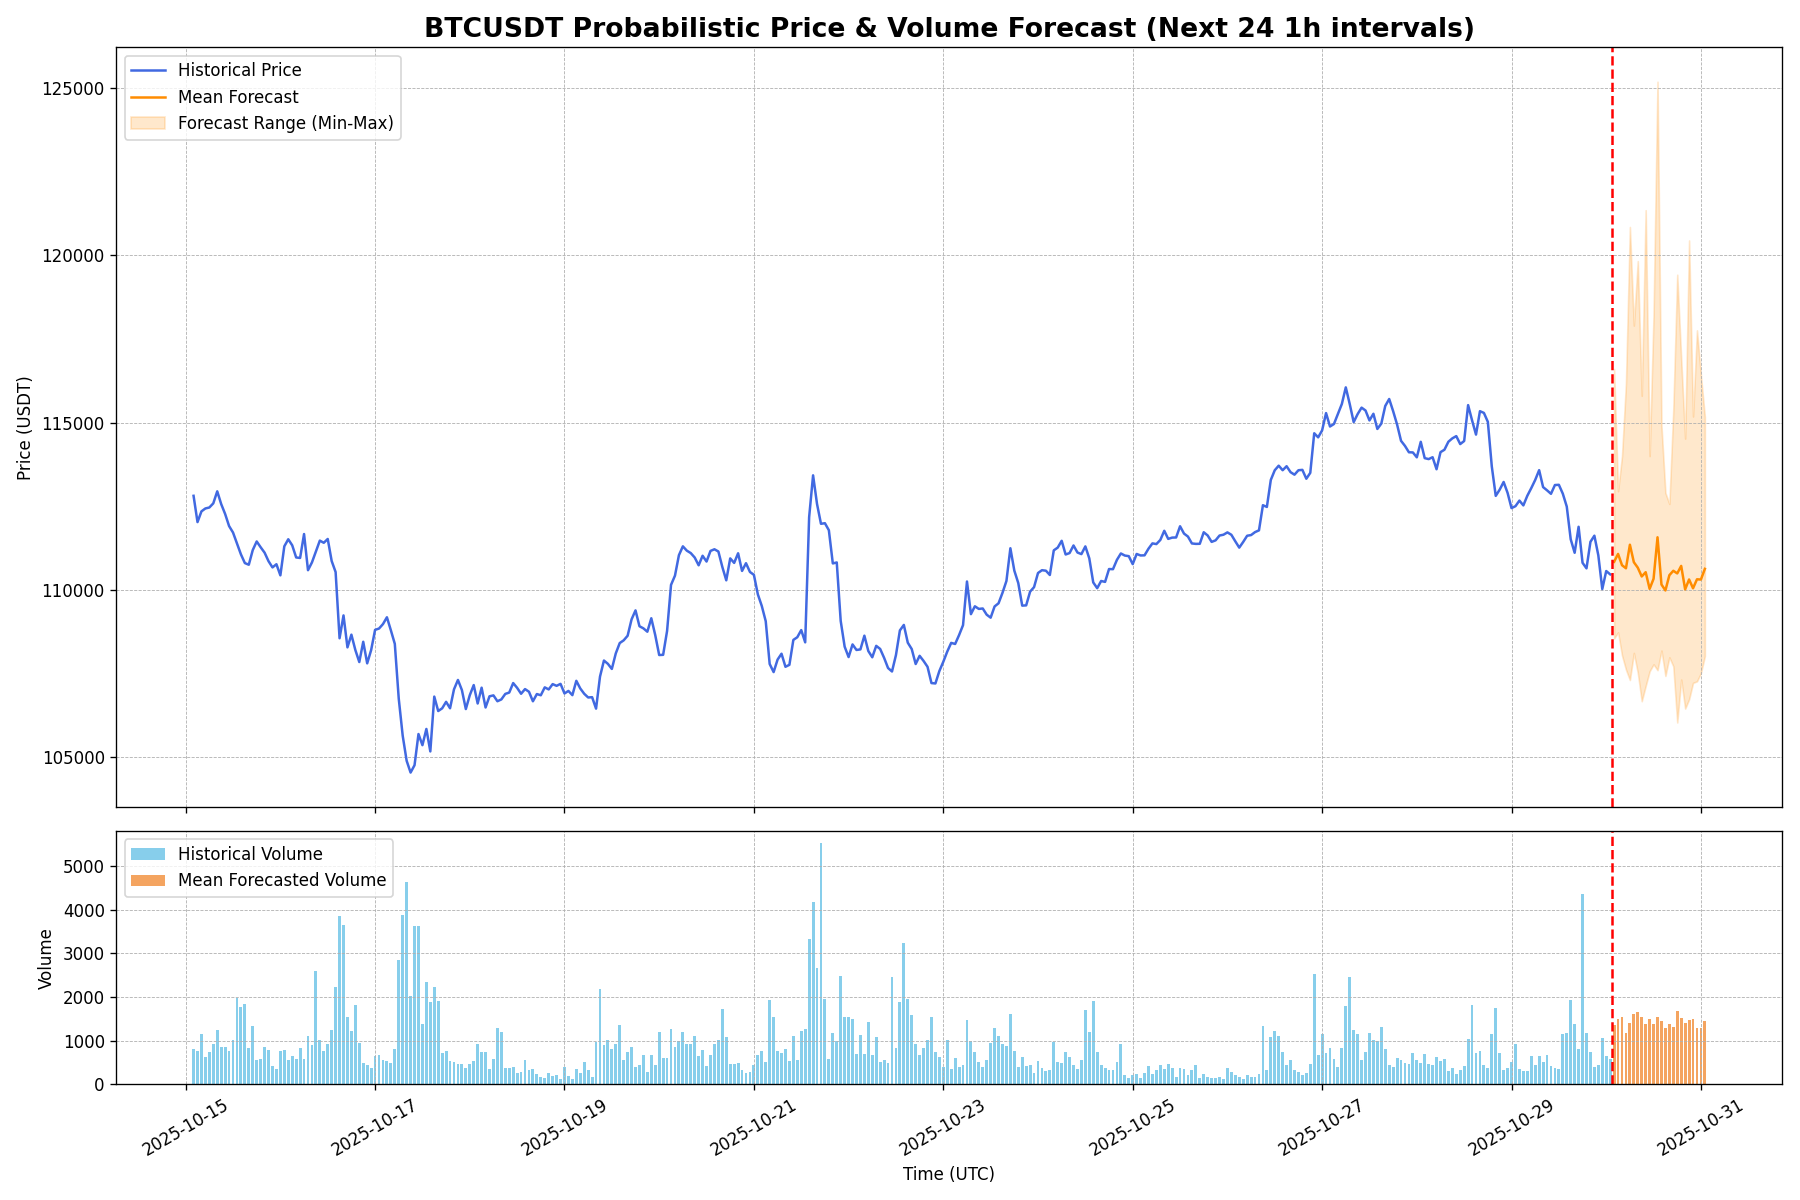 BTCUSDT Probabilistic Price & Volume Forecast (Next 24 1h intervals)
Historical Price
Mean Forecast
Forecast Range (Min-Max)
125000
120000
115000
110000
105000
Price (USDT)
Historical Volume
Mean Forecasted Volume
5000
4000
3000
2000
1000
0
Volume
2025-10-15
2025-10-17
2025-10-19
2025-10-21
2025-10-23
2025-10-25
2025-10-27
2025-10-29
2025-10-31
Time (UTC)